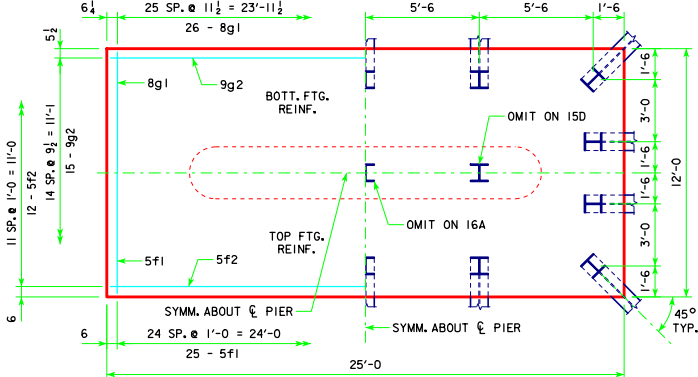 6¼
25 SP. @ 11½ = 23'-11½
26 - 8g1
5'-6
5'-6
1'-6
5½
8g1
9g2
BOTT. FTG.
REINF.
OMIT ON 15D
1'-6
3'-0
1'-6
1'-6
3'-0
1'-6
12'-0
11 SP. @ 1'-0 = 11'-0
12 - 5f2
14 SP. @ 9½ = 11'-1
15 - 9g2
OMIT ON 16A
TOP FTG.
REINF.
5f1
5f2
6
SYMM. ABOUT ℄ PIER
SYMM. ABOUT ℄ PIER
45°
TYP.
6
24 SP. @ 1'-0 = 24'-0
25 - 5f1
25'-0